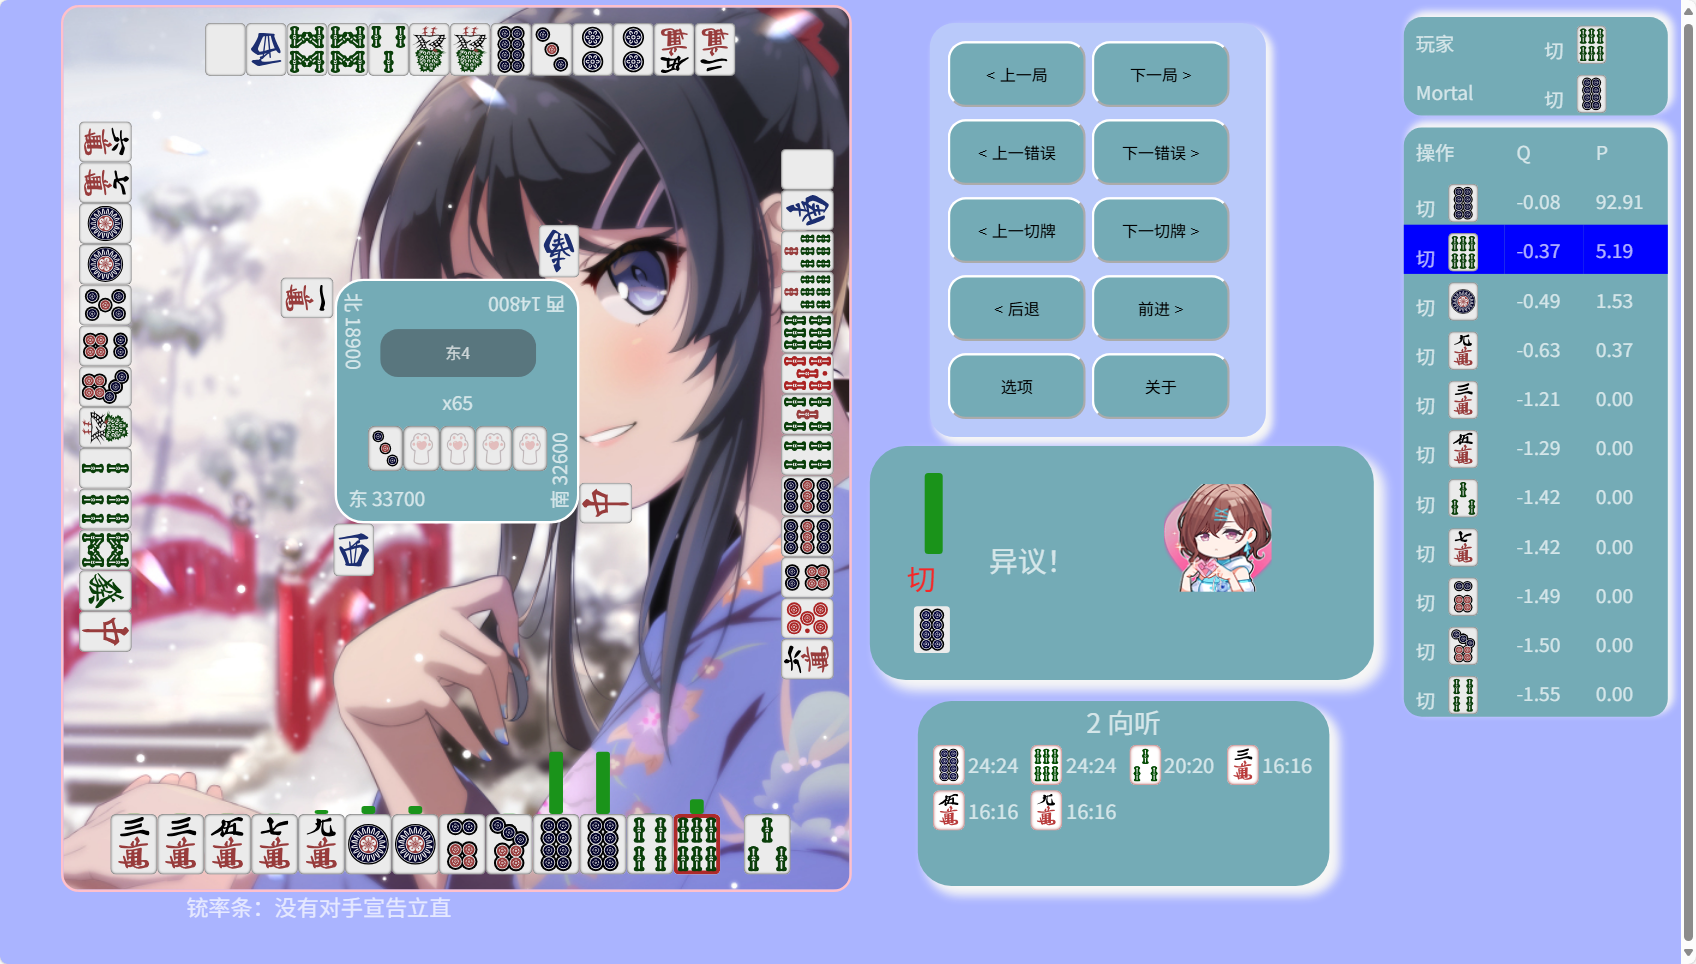 北 18900
西 14800
东4
x65
东 33700
南 32600
铳率条：没有对手宣告立直
< 上一局
下一局 >
< 上一错误
下一错误 >
< 上一切牌
下一切牌 >
< 后退
前进 >
选项
关于
切
异议！
2 向听
24:24
24:24
20:20
16:16
16:16
16:16
玩家 切
Mortal 切
操作 Q P
切 -0.08 92.91
切 -0.37 5.19
切 -0.49 1.53
切 -0.63 0.37
切 -1.21 0.00
切 -1.29 0.00
切 -1.42 0.00
切 -1.42 0.00
切 -1.49 0.00
切 -1.50 0.00
切 -1.55 0.00